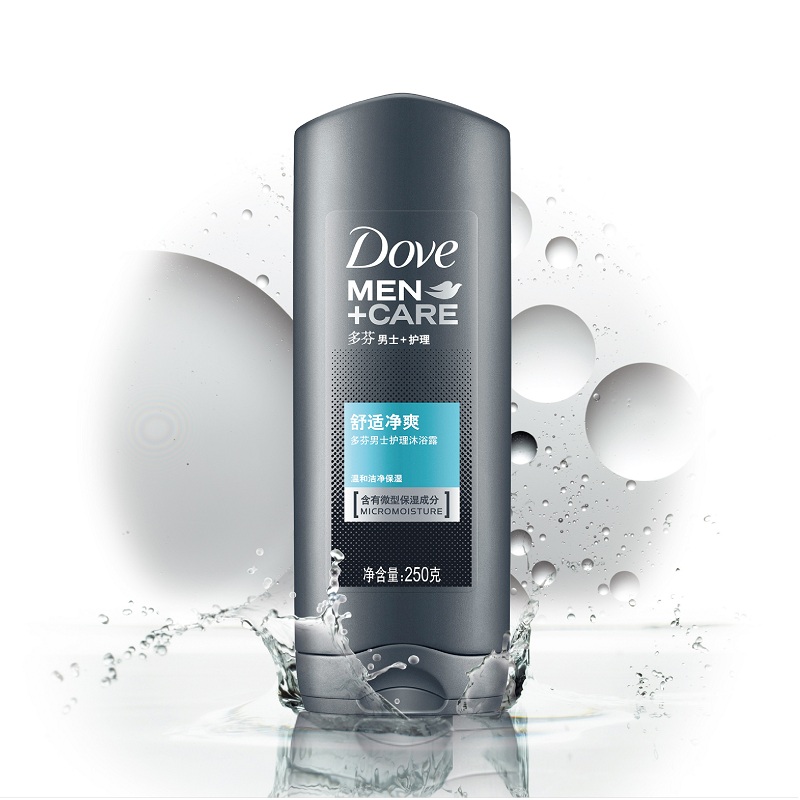 Dove
MEN
+CARE
多芬 男士+护理
舒适净爽
多芬男士护理沐浴露
温和洁净保湿
含有微型保湿成分
MICROMOISTURE
净含量:250克